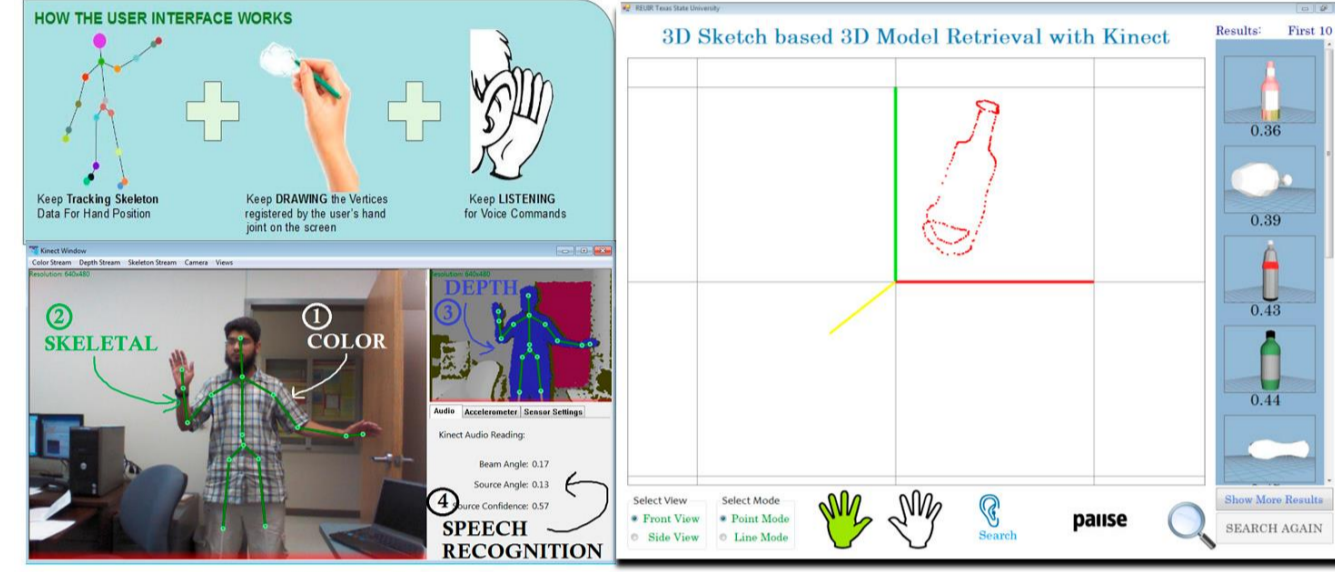 HOW THE USER INTERFACE WORKS
Keep Tracking Skeleton
Data For Hand Position
Keep DRAWING the Vertices
registered by the user's hand
joint on the screen
Keep LISTENING
for Voice Commands
Kinect Window
Color Stream Depth Stream Skeleton Stream Camera Views
Resolution: 640x480
2
SKELETAL
1
COLOR
Resolution: 640x480
DEPTH
3
Audio Accelerometer Sensor Settings
Kinect Audio Reading:
Beam Angle: 0.17
Source Angle: 0.13
4
Source Confidence: 0.57
SPEECH
RECOGNITION
REUIR Texas State University
3D Sketch based 3D Model Retrieval with Kinect
Results: First 10
0.36
0.39
0.43
0.44
Select View
Front View
Side View
Select Mode
Point Mode
Line Mode
Search
pause
Show More Results
SEARCH AGAIN